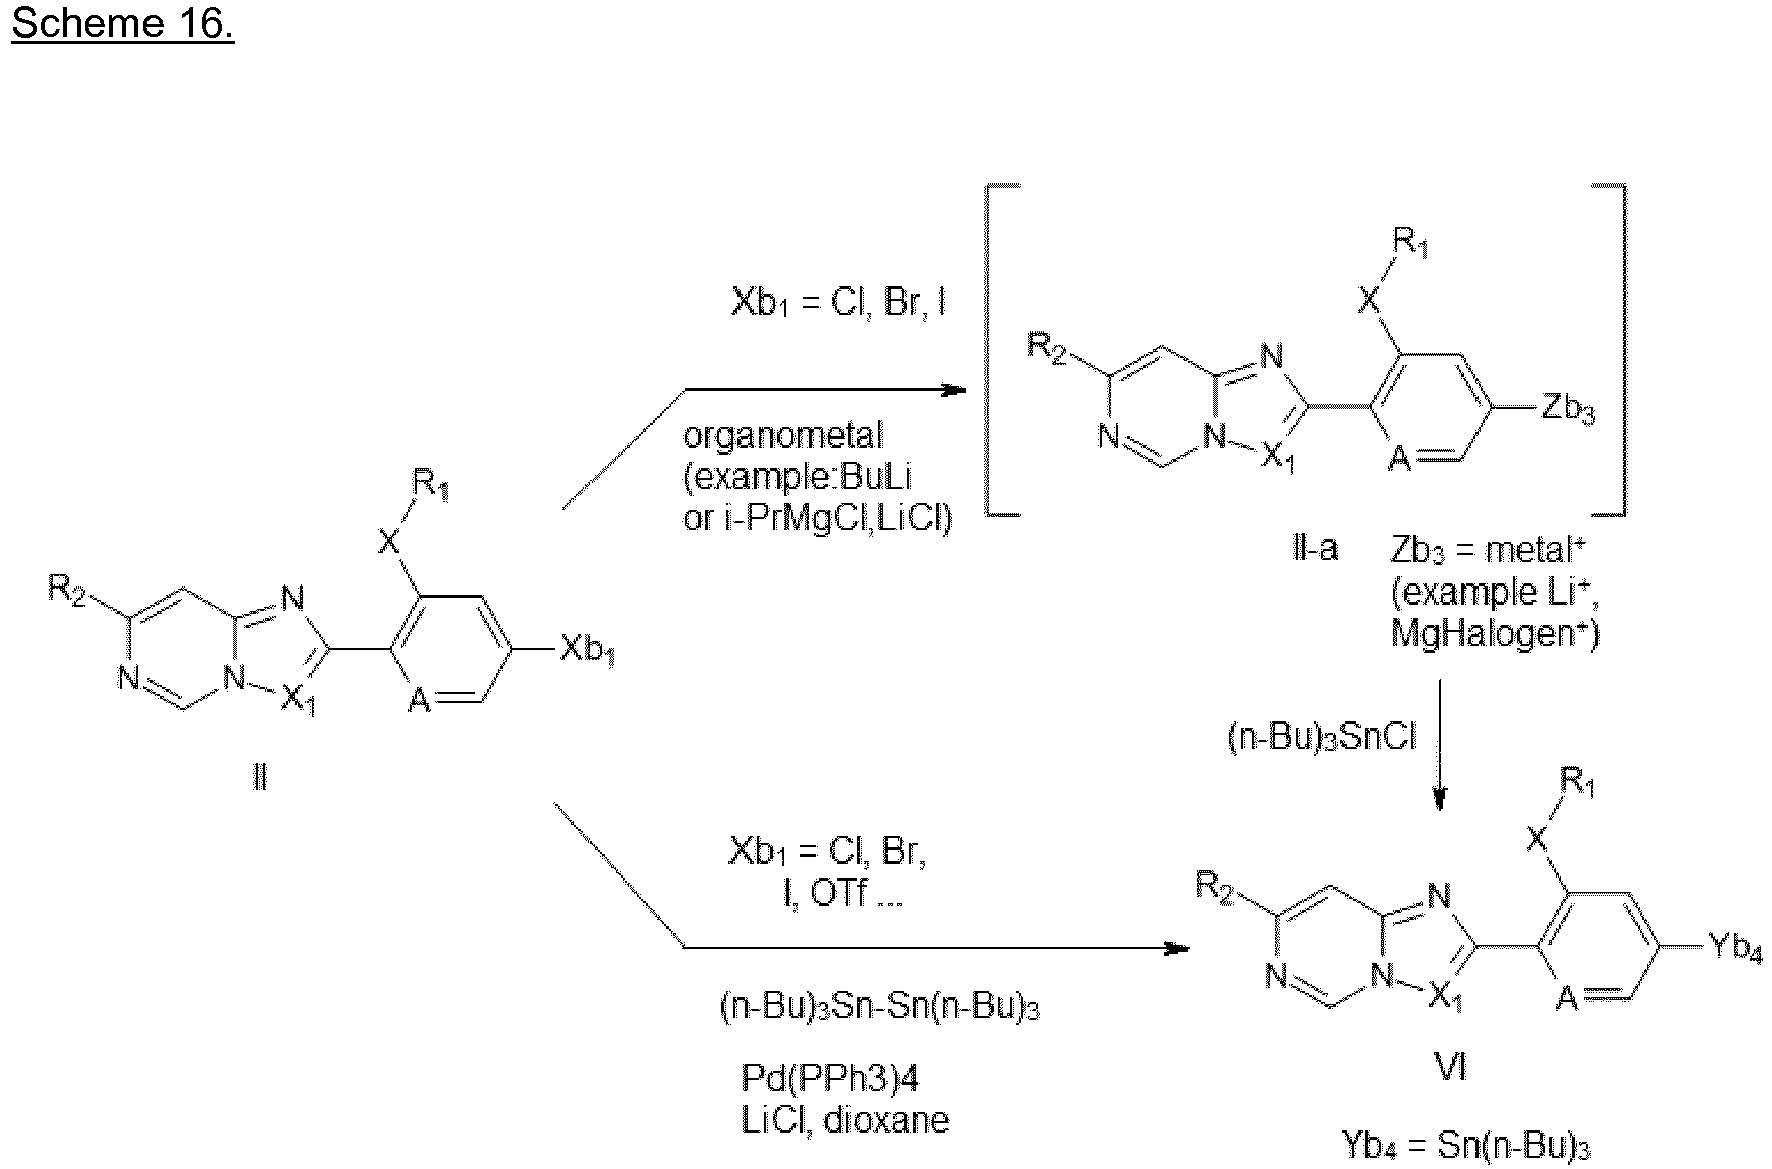 Scheme 16.
Xb1 = Cl, Br, I
organometal
(example:BuLi
or i-PrMgCl,LiCl)
R1
X
R2
N
N
N
X1
A
Zb3
II-a
Zb3 = metal+
(example Li+,
MgHalogen+)
R1
X
R2
N
N
N
X1
A
Xb1
II
(n-Bu)3SnCl
Xb1 = Cl, Br,
I, OTf ...
(n-Bu)3Sn-Sn(n-Bu)3
Pd(PPh3)4
LiCl, dioxane
R1
X
R2
N
N
N
X1
A
Yb4
VI
Yb4 = Sn(n-Bu)3